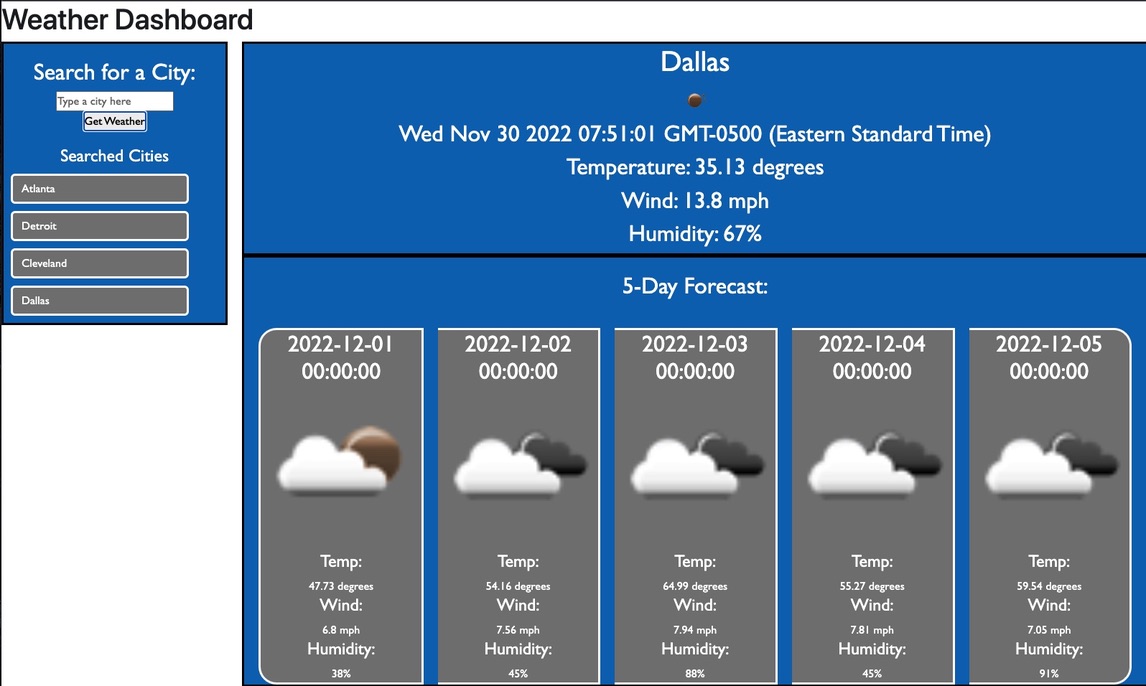 Weather Dashboard
Search for a City:
Type a city here
Get Weather
Searched Cities
Atlanta
Detroit
Cleveland
Dallas
Dallas
Wed Nov 30 2022 07:51:01 GMT-0500 (Eastern Standard Time)
Temperature: 35.13 degrees
Wind: 13.8 mph
Humidity: 67%
5-Day Forecast:
2022-12-01
00:00:00
Temp:
47.73 degrees
Wind:
6.8 mph
Humidity:
38%
2022-12-02
00:00:00
Temp:
54.16 degrees
Wind:
7.56 mph
Humidity:
45%
2022-12-03
00:00:00
Temp:
64.99 degrees
Wind:
7.94 mph
Humidity:
88%
2022-12-04
00:00:00
Temp:
55.27 degrees
Wind:
7.81 mph
Humidity:
45%
2022-12-05
00:00:00
Temp:
59.54 degrees
Wind:
7.05 mph
Humidity:
91%